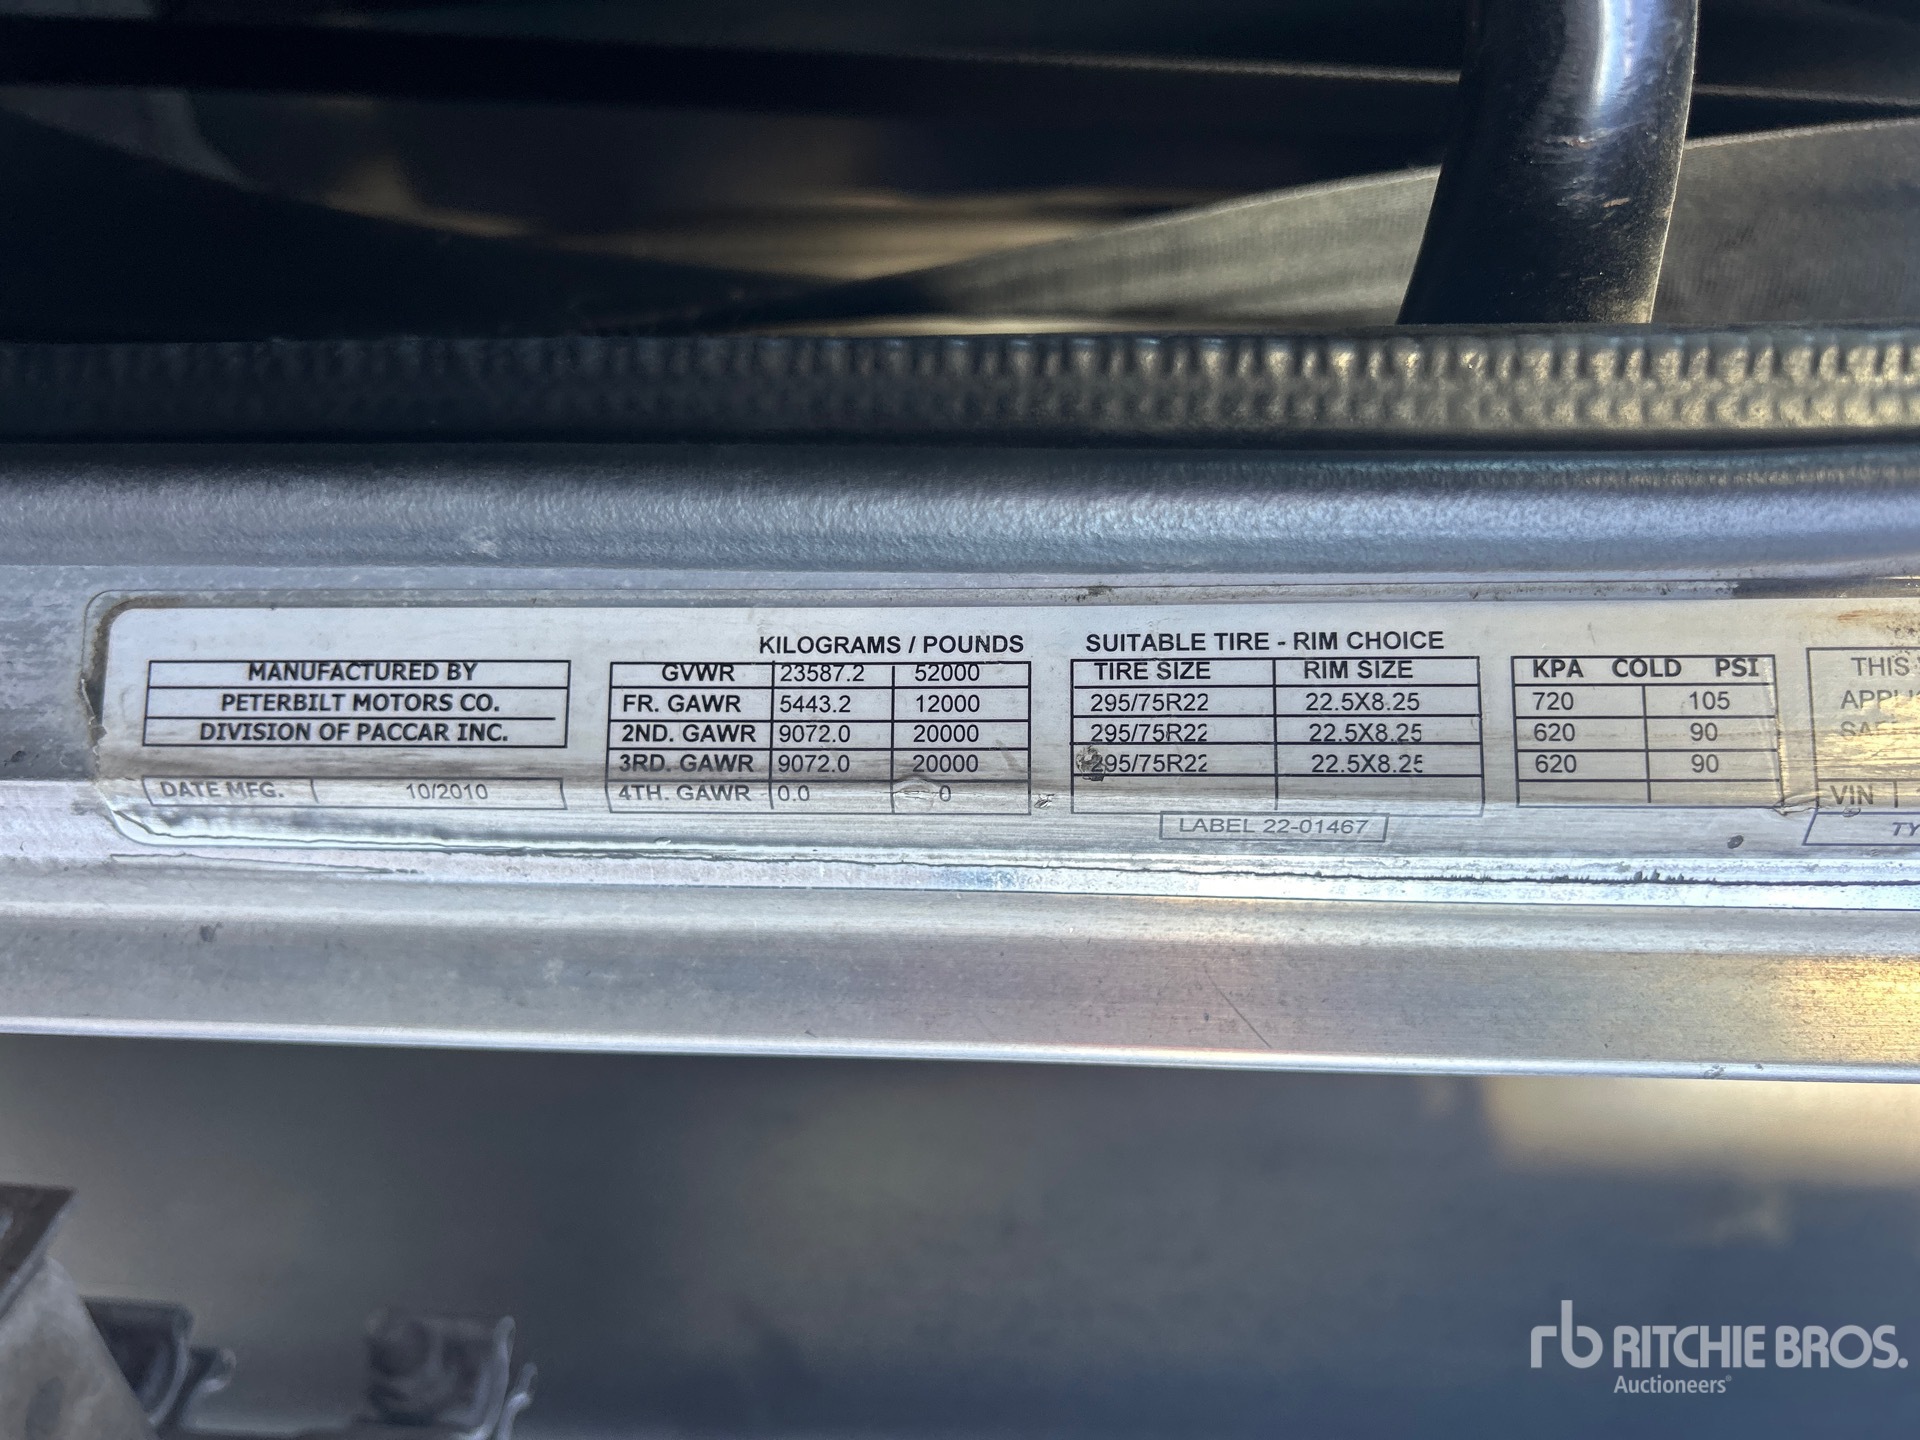 MANUFACTURED BY
PETERBILT MOTORS CO.
DIVISION OF PACCAR INC.
DATE MFG. 10/2010
KILOGRAMS / POUNDS
GVWR 23587.2 52000
FR. GAWR 5443.2 12000
2ND. GAWR 9072.0 20000
3RD. GAWR 9072.0 20000
4TH. GAWR 0.0 0
SUITABLE TIRE - RIM CHOICE
TIRE SIZE RIM SIZE
295/75R22 22.5X8.25
295/75R22 22.5X8.25
295/75R22 22.5X8.25
LABEL 22-01467
KPA COLD PSI
720 105
620 90
620 90
THIS
VIN
rb RITCHIE BROS.
Auctioneers